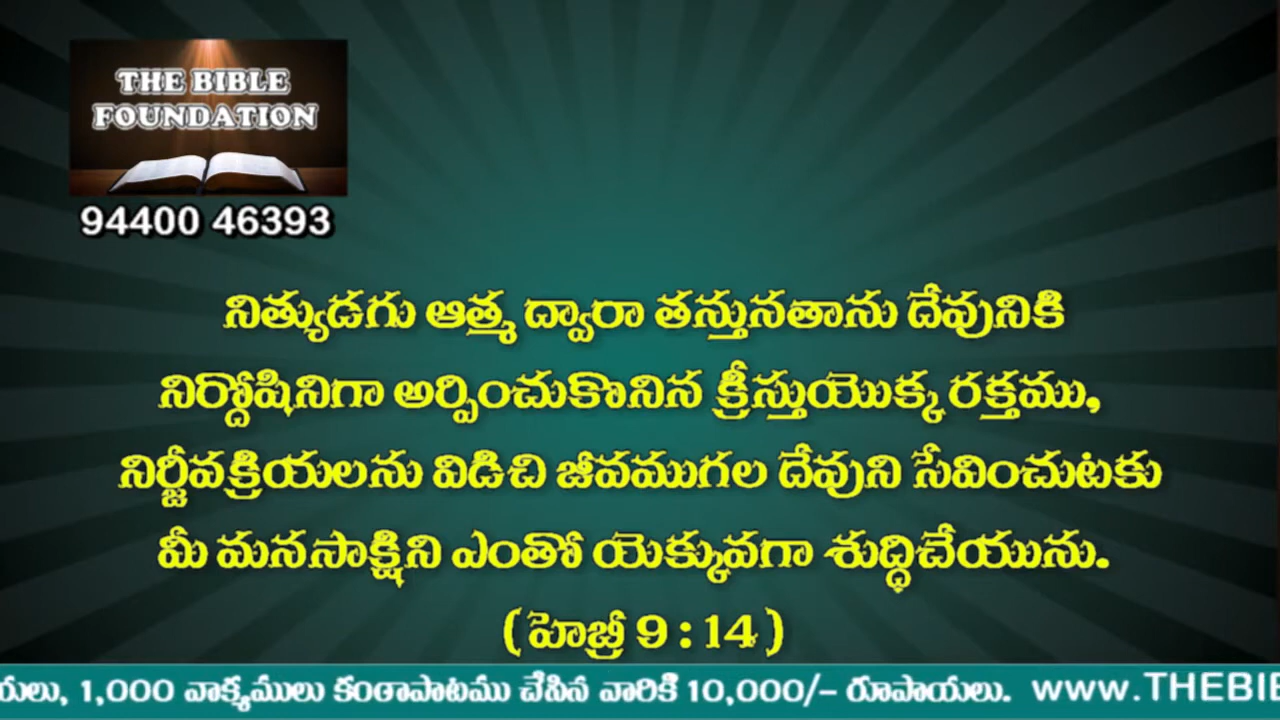 THE BIBLE
FOUNDATION
94400 46393
నిత్యుడగు ఆత్మ ద్వారా తన్నుతాను దేవునికి
నిర్దోషినిగా అర్పించుకొనిన క్రీస్తుయొక్క రక్తము,
నిర్జీవక్రియలను విడిచి జీవముగల దేవుని సేవించుటకు
మీ మనసాక్షిని ఎంతో యెక్కువగా శుద్ధిచేయును.
( హెబ్రీ 9 : 14 )
యలు, 1,000 వాక్యములు కంఠాపాటము చేసిన వారికి 10,000/– రూపాయలు. www.THEBIB